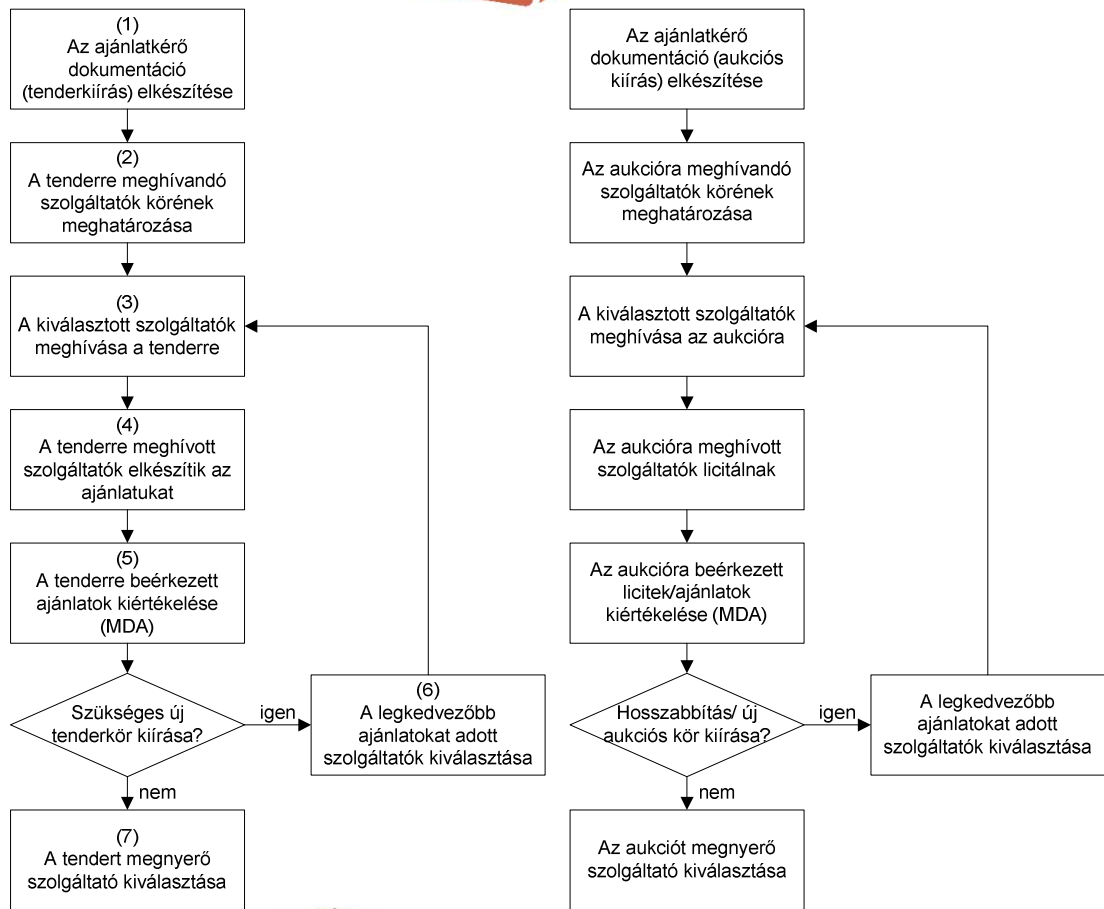 (1)
Az ajánlatkérő
dokumentáció
(tenderkiírás) elkészítése
(2)
A tenderre meghívandó
szolgáltatók körének
meghatározása
(3)
A kiválasztott szolgáltatók
meghívása a tenderre
(4)
A tenderre meghívott
szolgáltatók elkészítik az
ajánlatukat
(5)
A tenderre beérkezett
ajánlatok kiértékelése
(MDA)
Szükséges új
tenderkör kiírása?
igen
(6)
A legkedvezőbb
ajánlatokat adott
szolgáltatók kiválasztása
nem
(7)
A tendert megnyerő
szolgáltató kiválasztása
Az ajánlatkérő
dokumentáció (aukciós
kiírás) elkészítése
Az aukcióra meghívandó
szolgáltatók körének
meghatározása
A kiválasztott szolgáltatók
meghívása az aukcióra
Az aukcióra meghívott
szolgáltatók licitálnak
Az aukcióra beérkezett
licitek/ajánlatok
kiértékelése (MDA)
Hosszabbítás/ új
aukciós kör kiírása?
igen
A legkedvezőbb
ajánlatokat adott
szolgáltatók kiválasztása
nem
Az aukciót megnyerő
szolgáltató kiválasztása